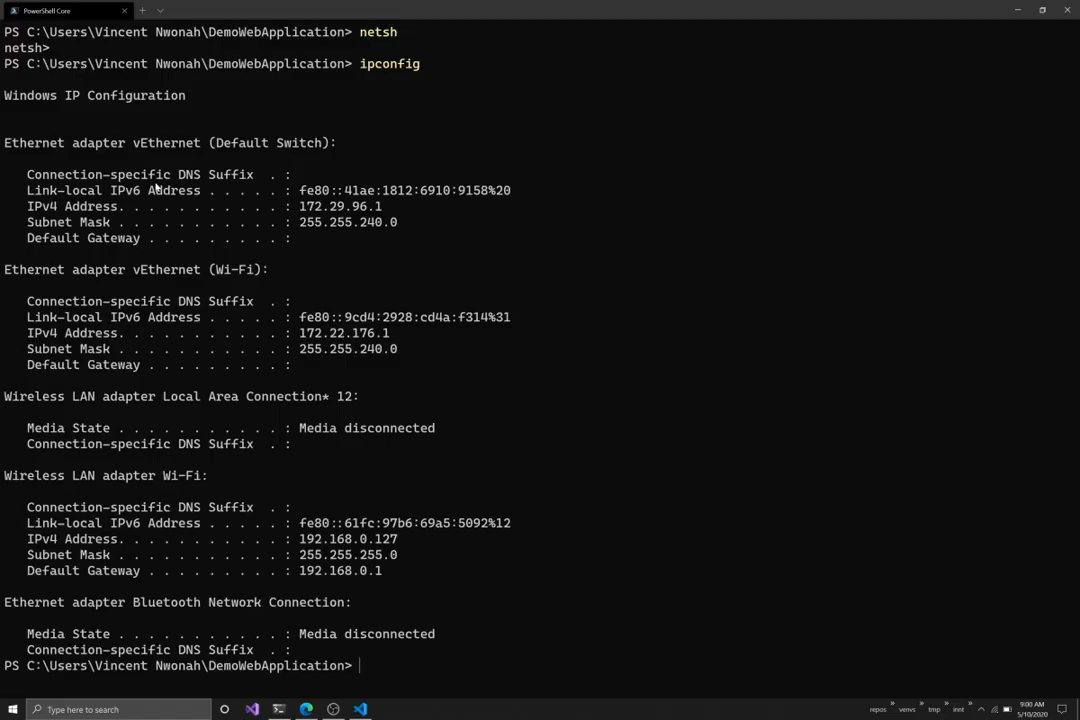 PowerShell Core
PS C:\Users\Vincent Nwonah\DemoWebApplication> netsh
netsh>
PS C:\Users\Vincent Nwonah\DemoWebApplication> ipconfig
Windows IP Configuration
Ethernet adapter vEthernet (Default Switch):
Connection-specific DNS Suffix  . :
Link-local IPv6 Address . . . . . : fe80::41ae:1812:6910:9158%20
IPv4 Address. . . . . . . . . . . : 172.29.96.1
Subnet Mask . . . . . . . . . . . : 255.255.240.0
Default Gateway . . . . . . . . . :
Ethernet adapter vEthernet (Wi-Fi):
Connection-specific DNS Suffix  . :
Link-local IPv6 Address . . . . . : fe80::9cd4:2928:cd4a:f314%31
IPv4 Address. . . . . . . . . . . : 172.22.176.1
Subnet Mask . . . . . . . . . . . : 255.255.240.0
Default Gateway . . . . . . . . . :
Wireless LAN adapter Local Area Connection* 12:
Media State . . . . . . . . . . . : Media disconnected
Connection-specific DNS Suffix  . :
Wireless LAN adapter Wi-Fi:
Connection-specific DNS Suffix  . :
Link-local IPv6 Address . . . . . : fe80::61fc:97b6:69a5:5092%12
IPv4 Address. . . . . . . . . . . : 192.168.0.127
Subnet Mask . . . . . . . . . . . : 255.255.255.0
Default Gateway . . . . . . . . . : 192.168.0.1
Ethernet adapter Bluetooth Network Connection:
Media State . . . . . . . . . . . : Media disconnected
Connection-specific DNS Suffix  . :
PS C:\Users\Vincent Nwonah\DemoWebApplication>
Type here to search
repos
venvs
tmp
innt
9:00 AM
5/10/2020